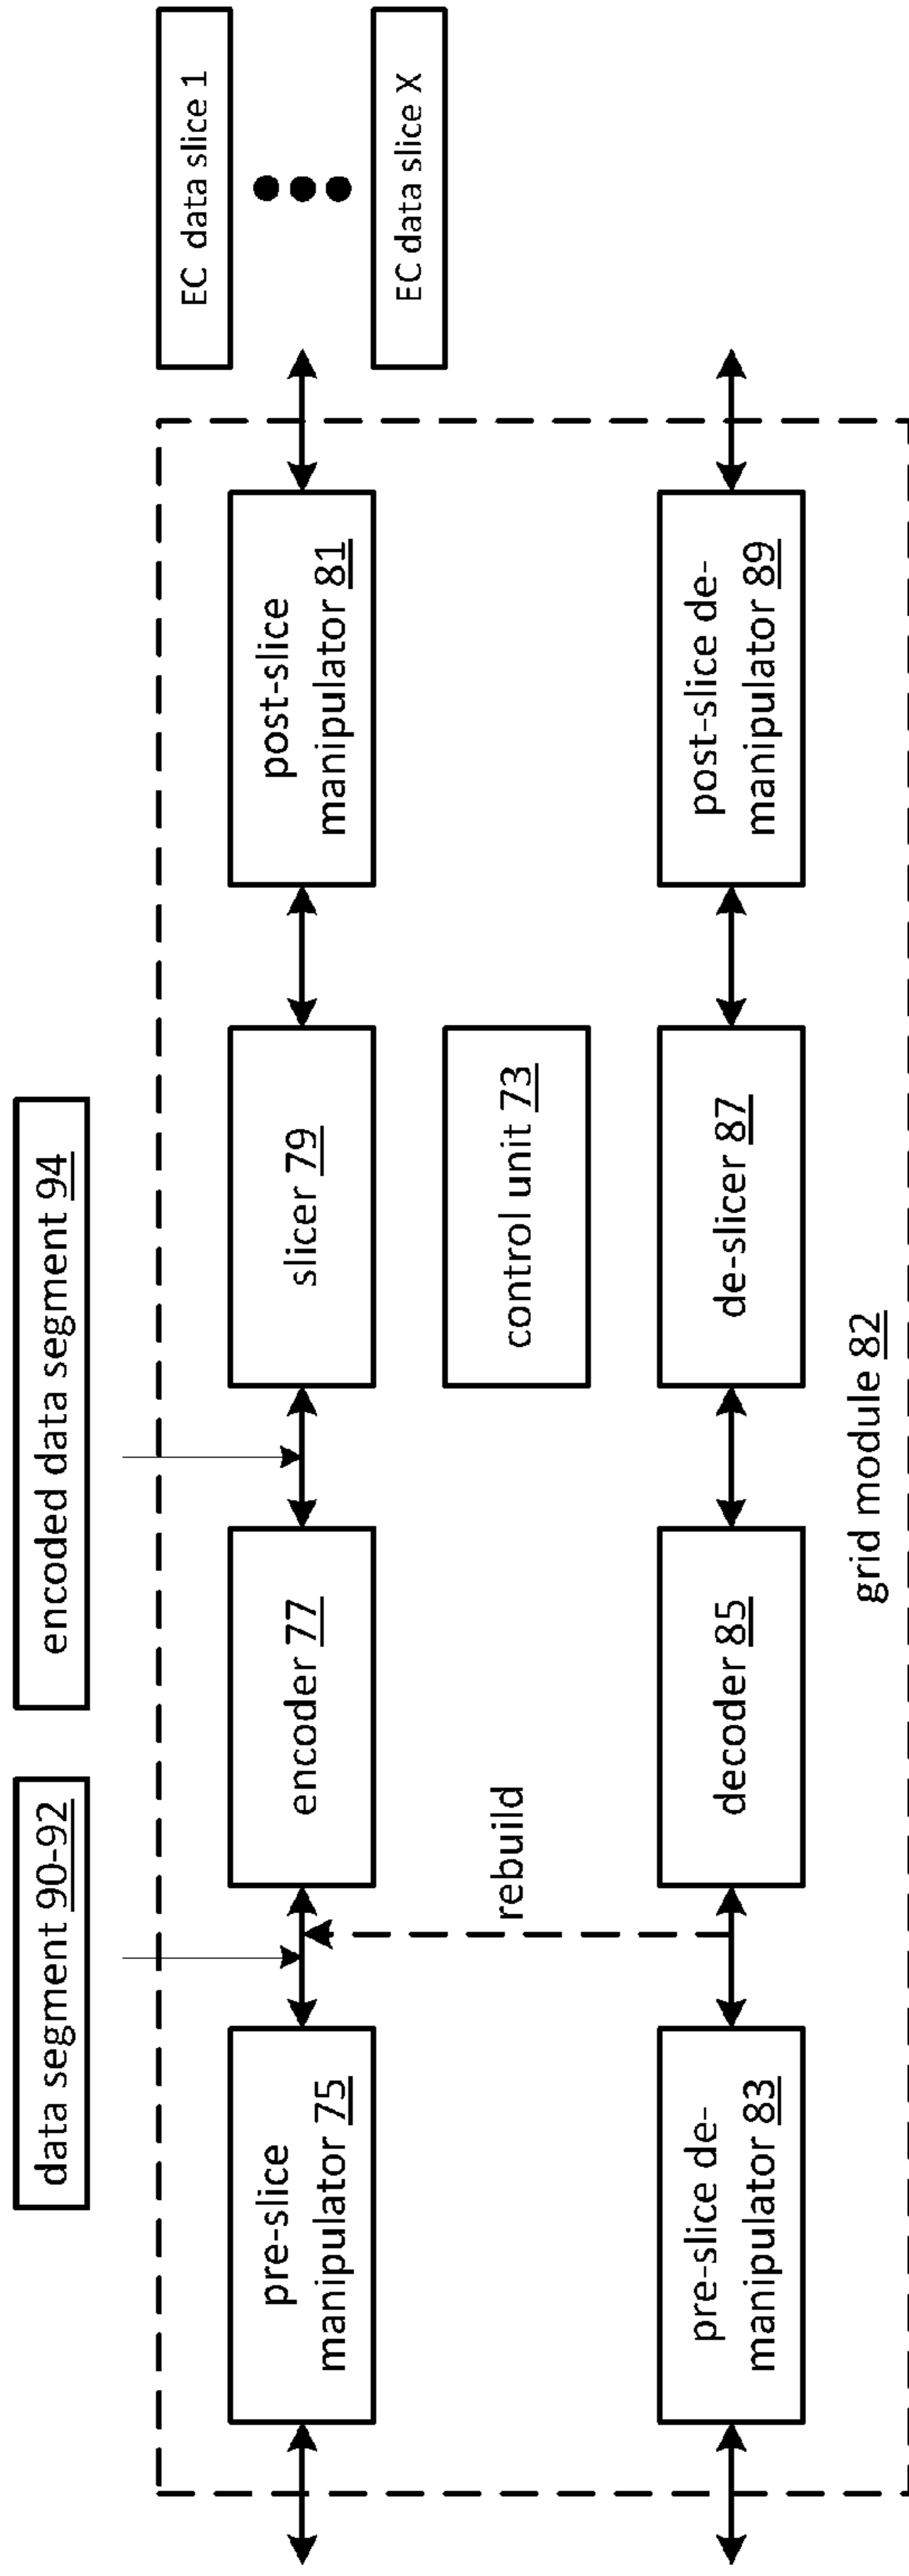 data segment 90-92
encoded data segment 94
EC data slice 1
EC data slice X
pre-slice
manipulator 75
encoder 77
slicer 79
post-slice
manipulator 81
rebuild
control unit 73
pre-slice de-
manipulator 83
decoder 85
de-slicer 87
post-slice de-
manipulator 89
grid module 82